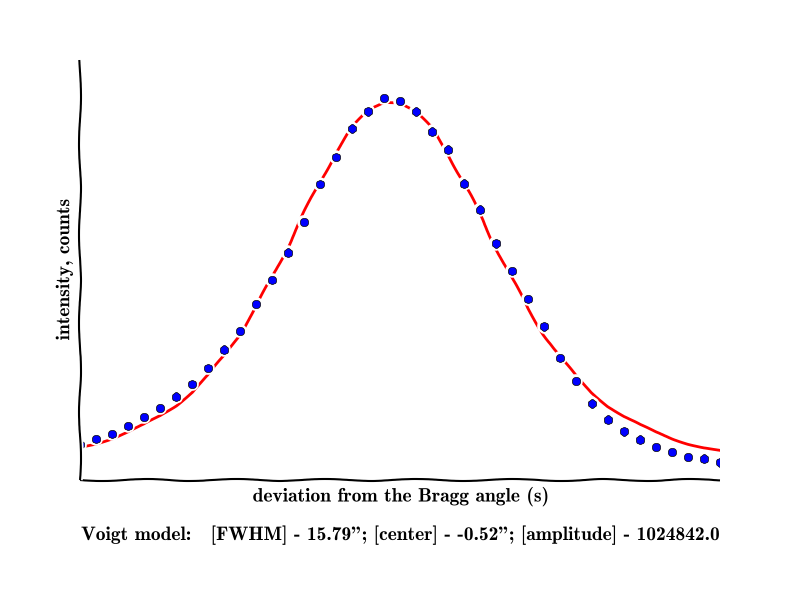 intensity, counts
deviation from the Bragg angle (s)
Voigt model: [FWHM] - 15.79”; [center] - -0.52”; [amplitude] - 1024842.0